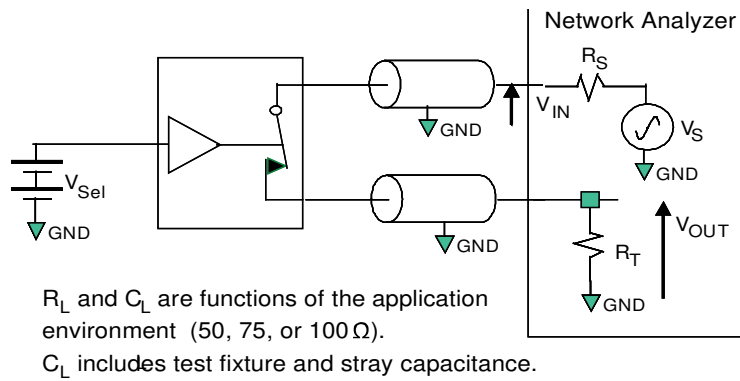 Network Analyzer
R_S
V_IN
GND
V_S
GND
V_Sel
GND
V_OUT
GND
R_T
GND
R_L and C_L are functions of the application
environment (50, 75, or 100 Ω).
C_L includes test fixture and stray capacitance.